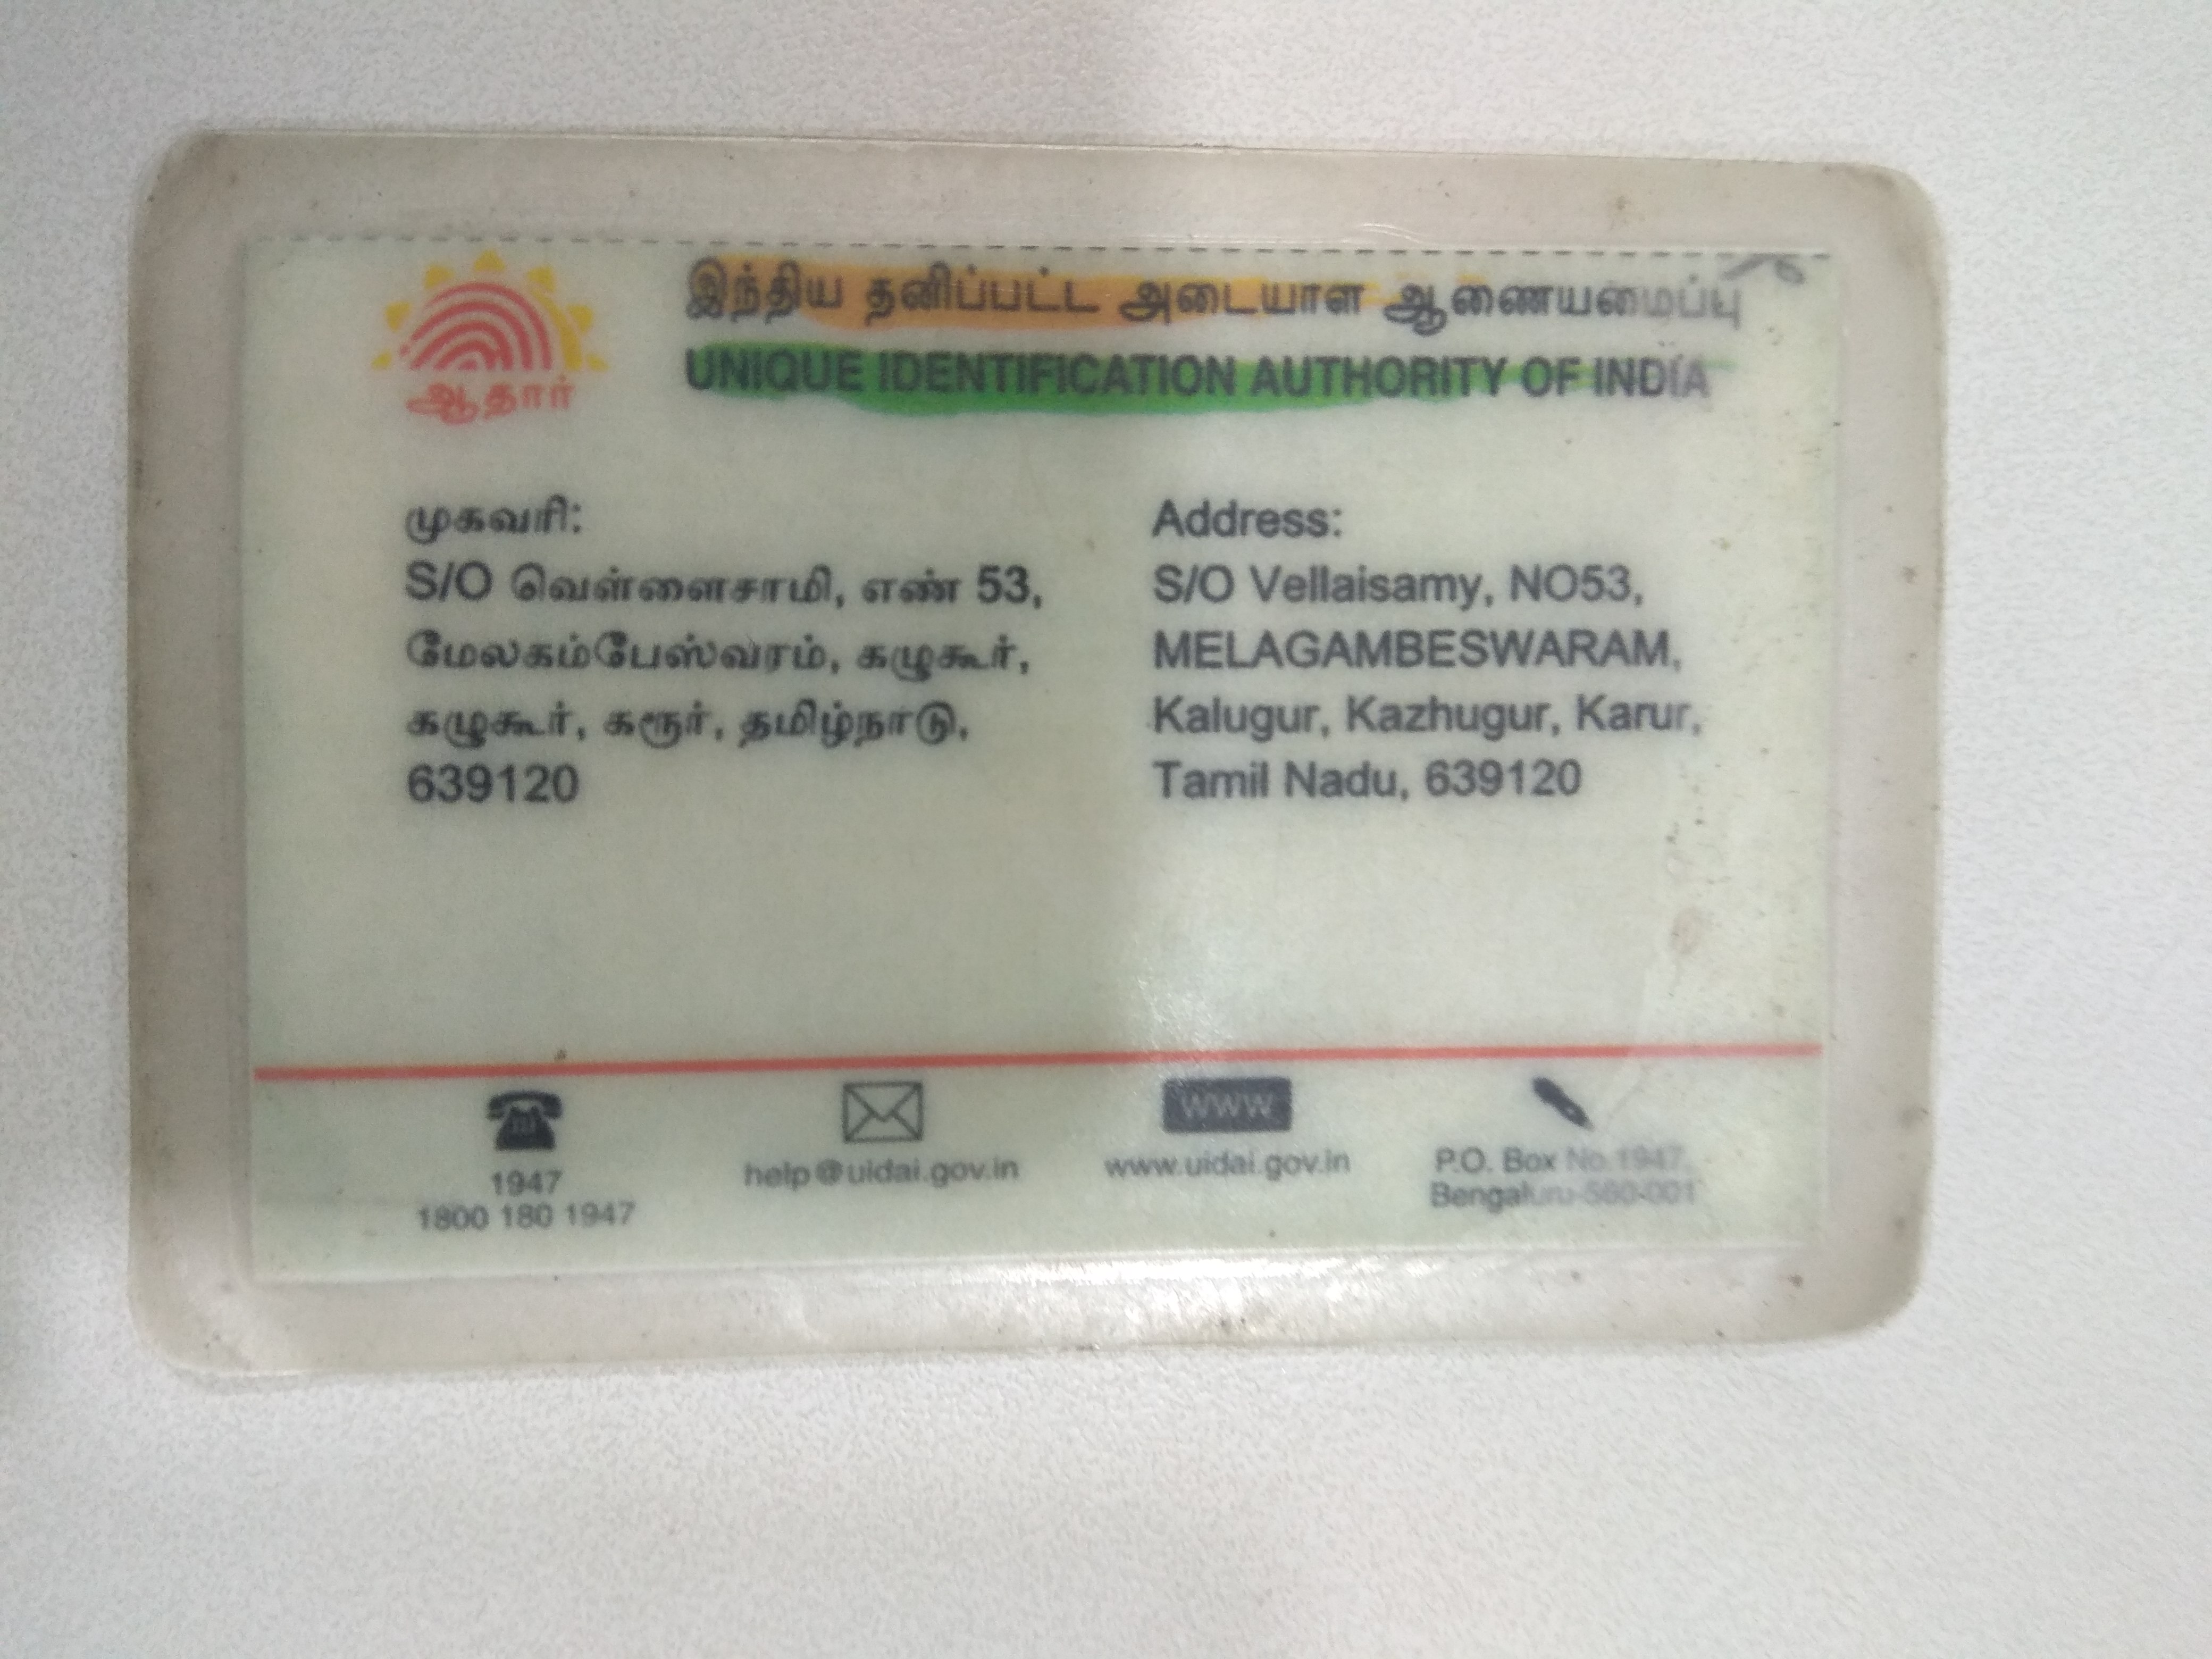 ஆதார்
இந்திய தனிப்பட்ட அடையாள ஆணையமைப்பு
UNIQUE IDENTIFICATION AUTHORITY OF INDIA
முகவரி:
S/O வெள்ளைசாமி, எண் 53,
மேலகம்பேஸ்வரம், கழுகூர்,
கழுகூர், கரூர், தமிழ்நாடு,
639120
Address:
S/O Vellaisamy, NO53,
MELAGAMBESWARAM,
Kalugur, Kazhugur, Karur,
Tamil Nadu, 639120
1947
1800 180 1947
help@uidai.gov.in
www
www.uidai.gov.in
P.O. Box No.1947,
Bengaluru-560-001